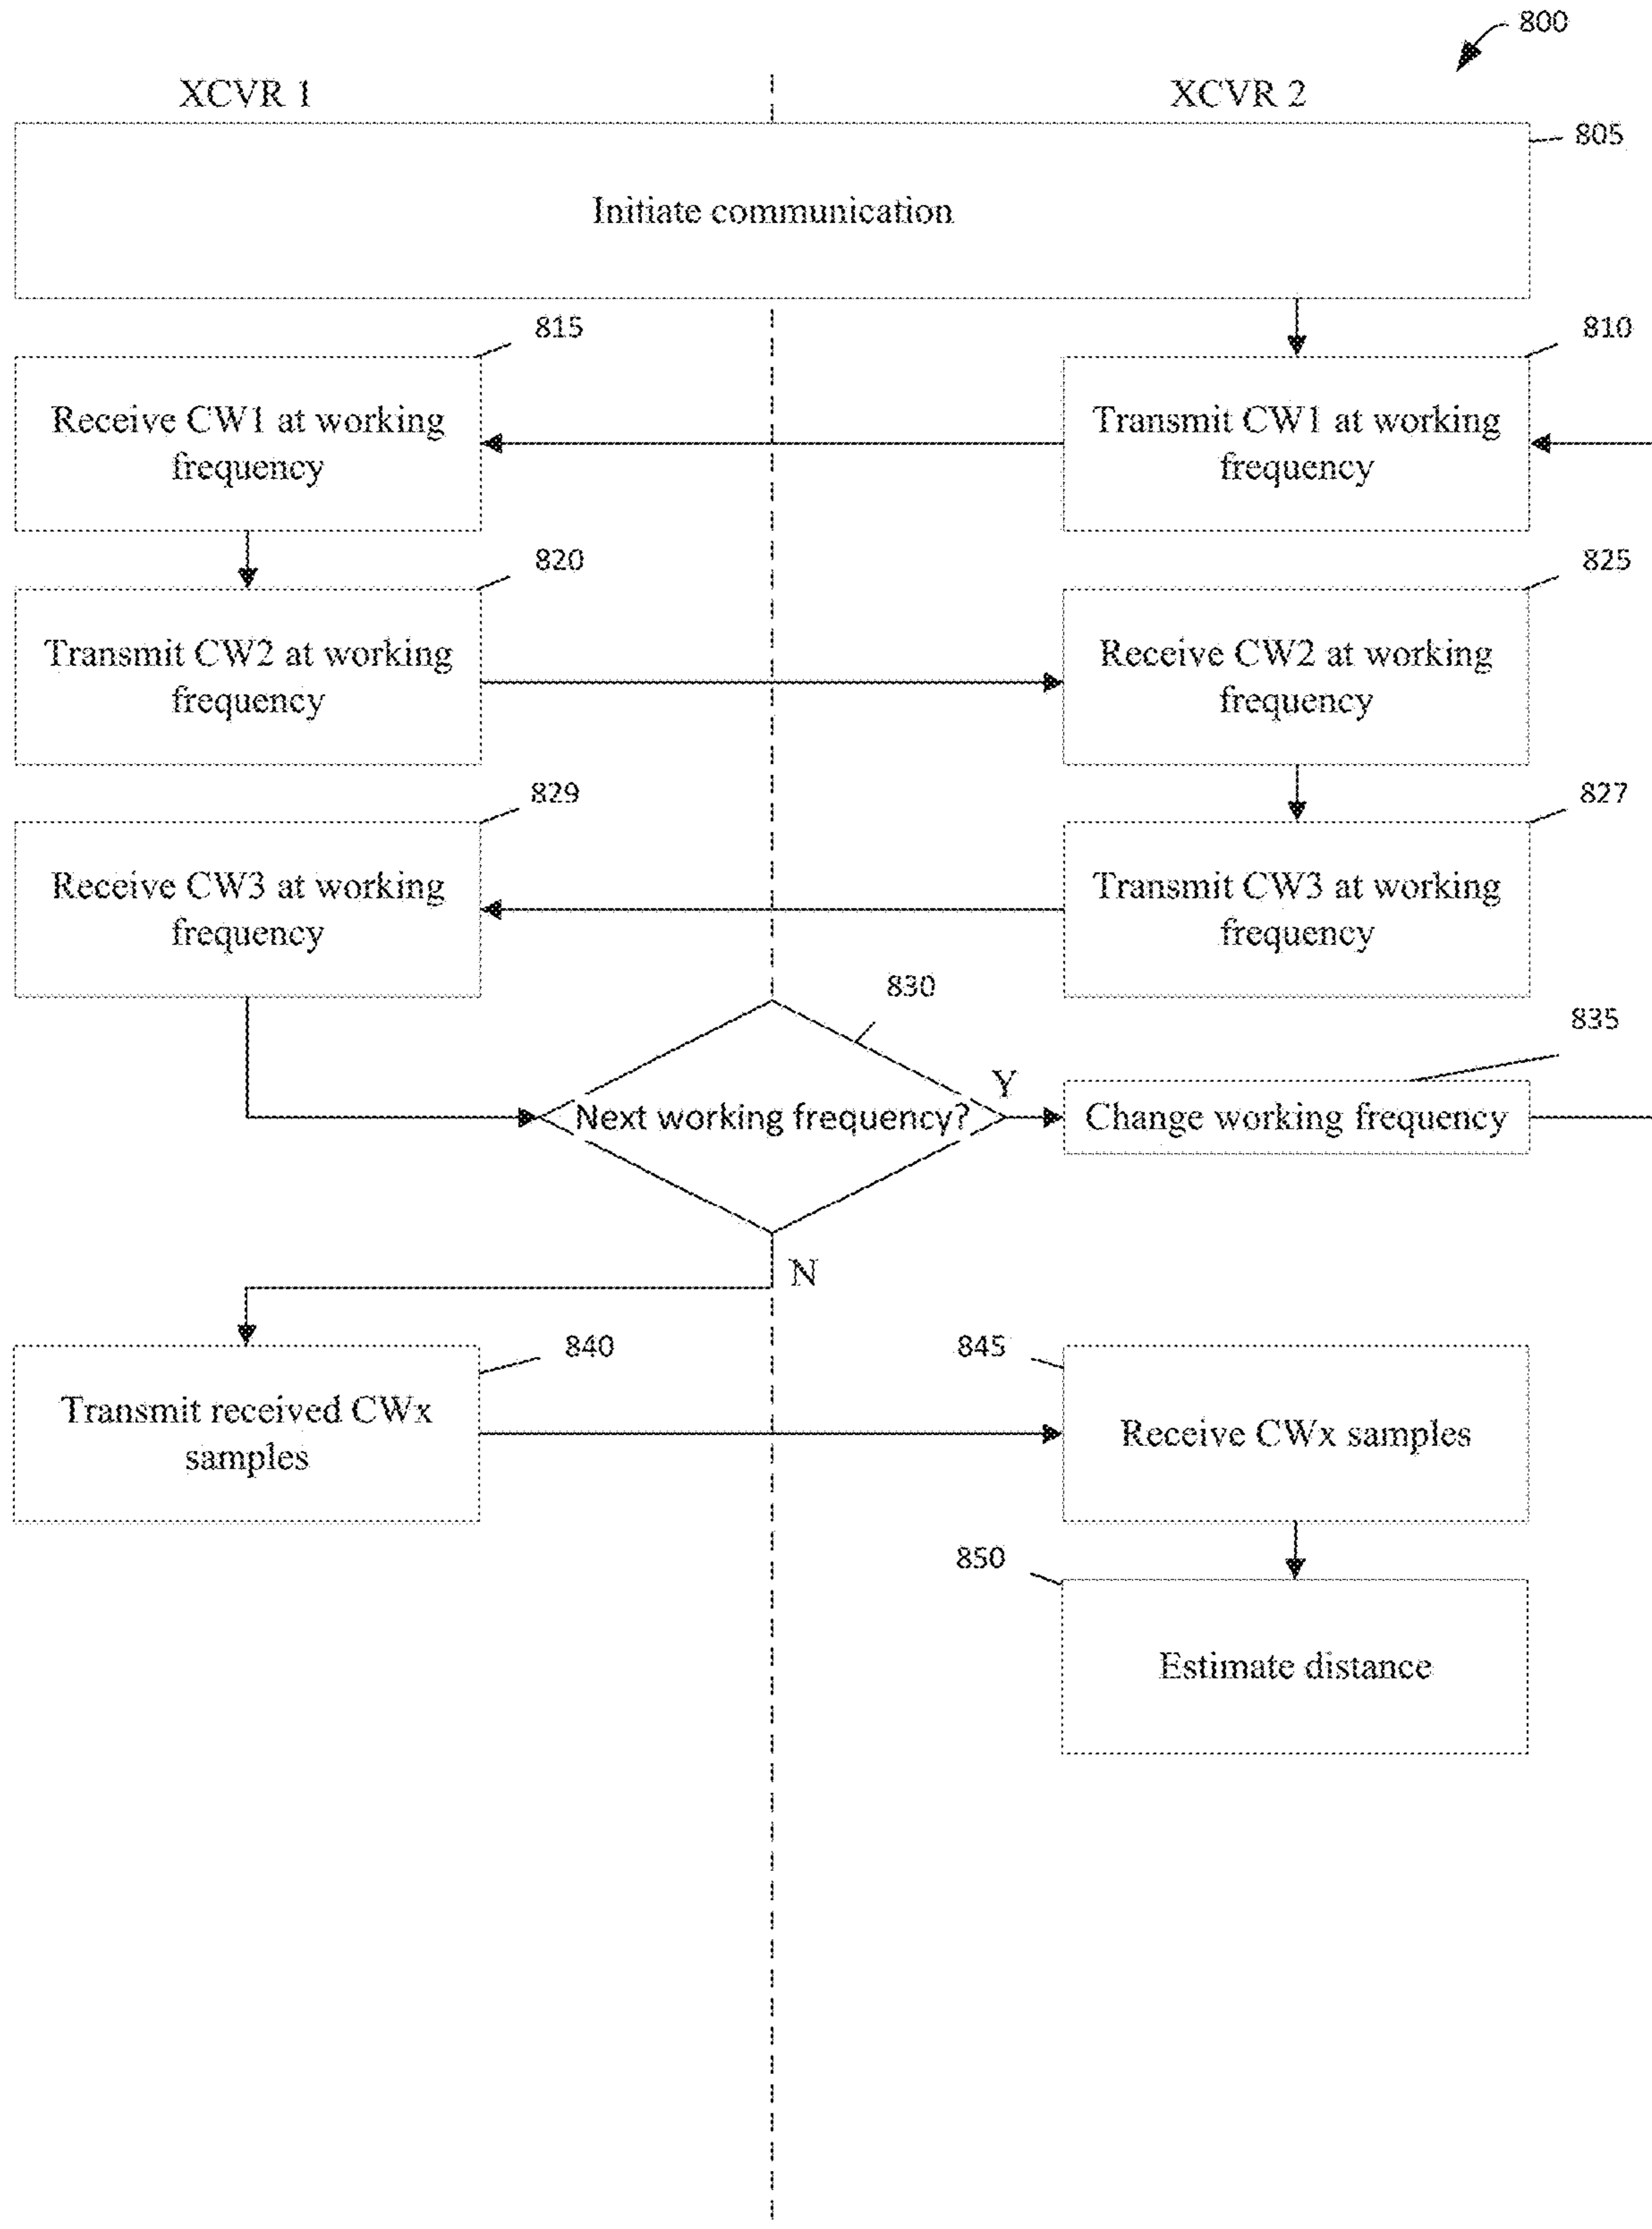 800
XCVR 1
XCVR 2
805
Initiate communication
815
810
Receive CW1 at working
frequency
Transmit CW1 at working
frequency
820
825
Transmit CW2 at working
frequency
Receive CW2 at working
frequency
829
827
Receive CW3 at working
frequency
Transmit CW3 at working
frequency
830
835
Y
Next working frequency?
Change working frequency
N
840
845
Transmit received CWx
samples
Receive CWx samples
850
Estimate distance